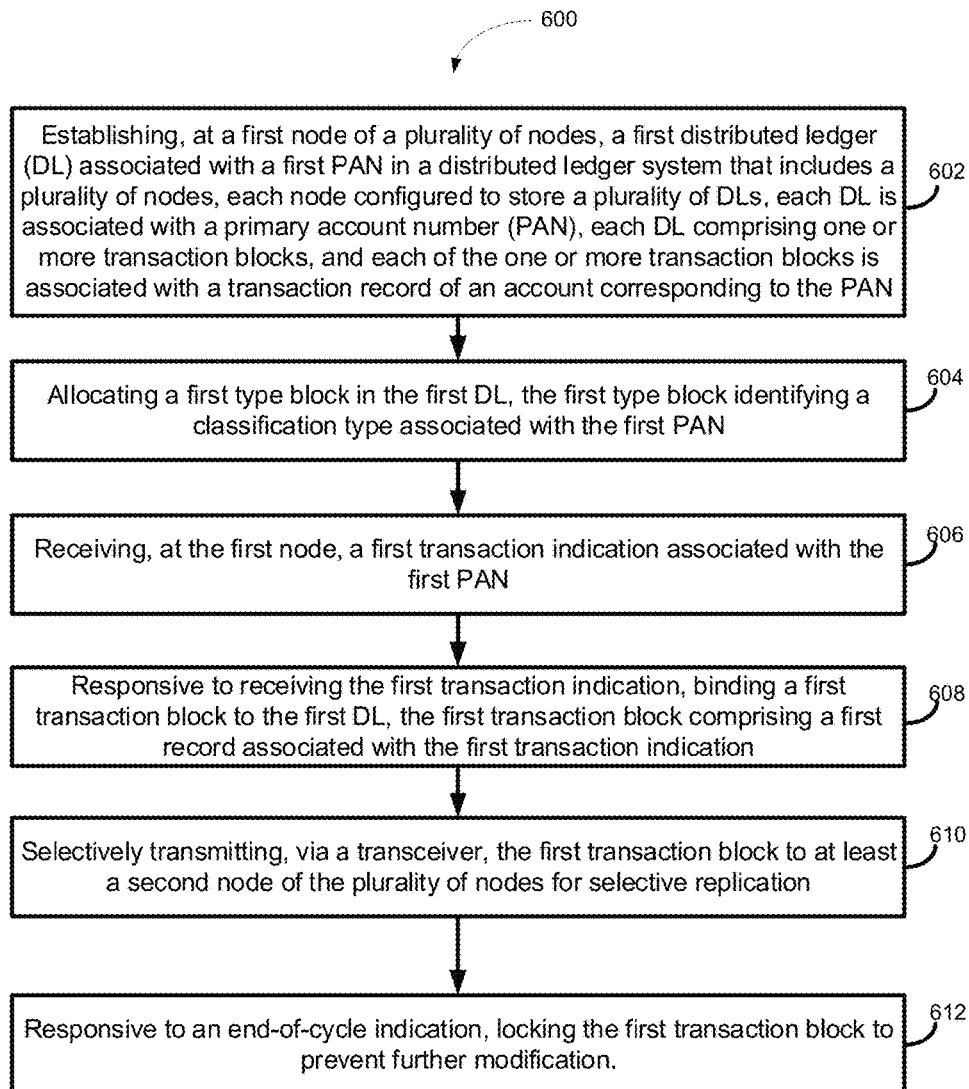 600
Establishing, at a first node of a plurality of nodes, a first distributed ledger
(DL) associated with a first PAN in a distributed ledger system that includes a
plurality of nodes, each node configured to store a plurality of DLs, each DL is
associated with a primary account number (PAN), each DL comprising one or
more transaction blocks, and each of the one or more transaction blocks is
associated with a transaction record of an account corresponding to the PAN
602
Allocating a first type block in the first DL, the first type block identifying a
classification type associated with the first PAN
604
Receiving, at the first node, a first transaction indication associated with the
first PAN
606
Responsive to receiving the first transaction indication, binding a first
transaction block to the first DL, the first transaction block comprising a first
record associated with the first transaction indication
608
Selectively transmitting, via a transceiver, the first transaction block to at least
a second node of the plurality of nodes for selective replication
610
Responsive to an end-of-cycle indication, locking the first transaction block to
prevent further modification.
612